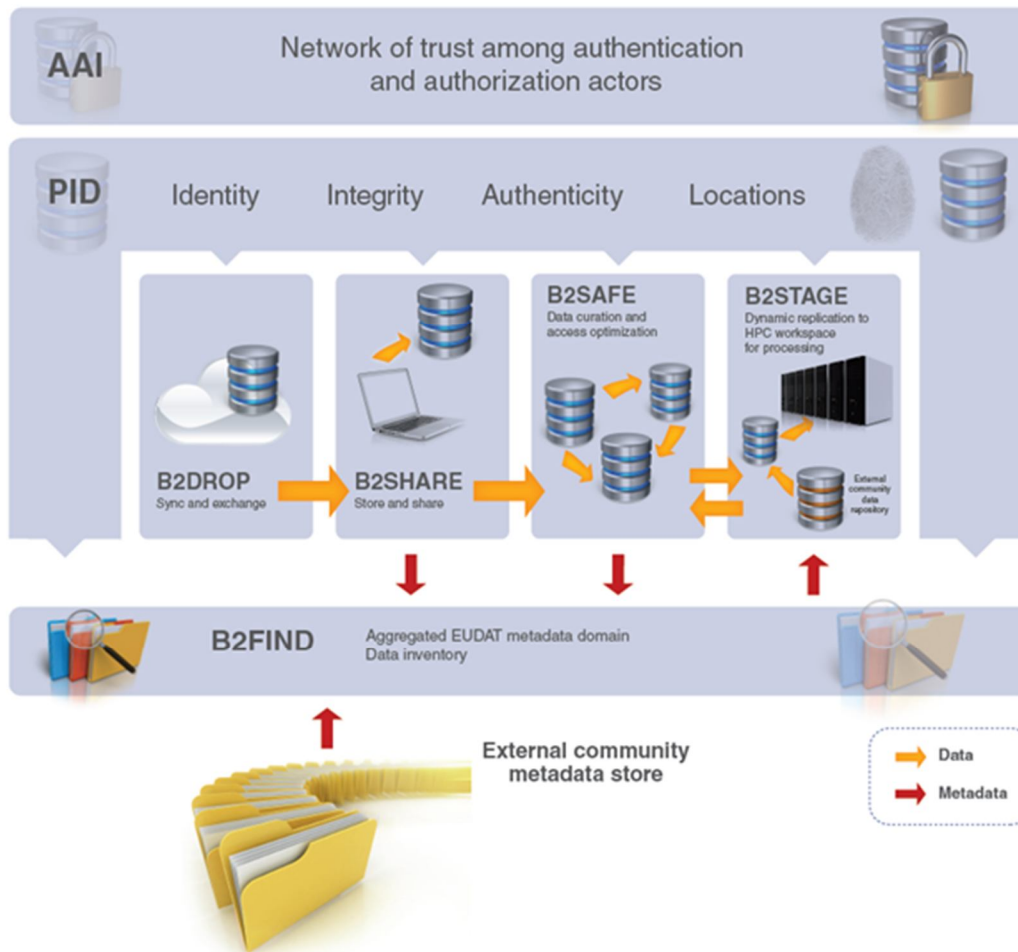 AAI
Network of trust among authentication
and authorization actors
PID
Identity
Integrity
Authenticity
Locations
B2DROP
Sync and exchange
B2SHARE
Store and share
B2SAFE
Data curation and
access optimization
B2STAGE
Dynamic replication to
HPC workspace
for processing
External
community
data
repository
B2FIND
Aggregated EUDAT metadata domain
Data inventory
External community
metadata store
Data
Metadata